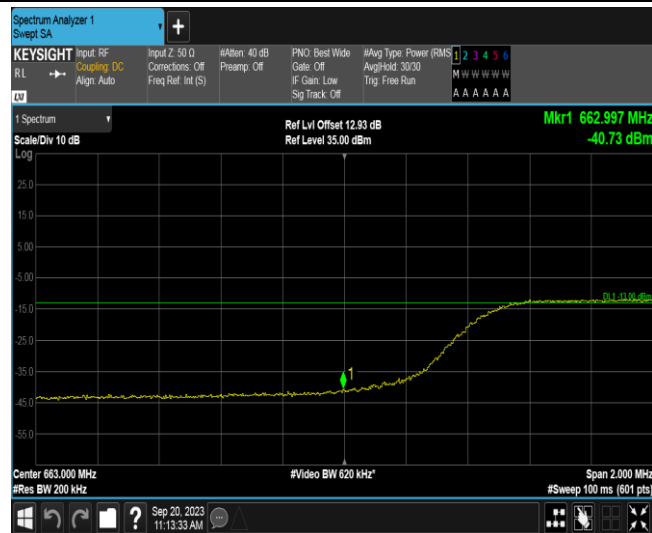 Spectrum Analyzer 1
Swept SA
+
KEYSIGHT
RL
LXI
Input: RF
Coupling: DC
Align: Auto
Input Z: 50 Ω
Corrections: Off
Freq Ref: Int (S)
#Atten: 40 dB
Preamp: Off
PNO: Best Wide
Gate: Off
IF Gain: Low
Sig Track: Off
#Avg Type: Power (RMS
Avg|Hold: 30/30
Trig: Free Run
1 2 3 4 5 6
M W W W W W
A A A A A A
1 Spectrum
Scale/Div 10 dB
Ref Lvl Offset 12.93 dB
Ref Level 35.00 dBm
Mkr1 662.997 MHz
-40.73 dBm
Log
25.0
15.0
5.00
-5.00
DL1 -13.00 dBm
-15.0
-25.0
-35.0
1
-45.0
-55.0
Center 663.000 MHz
#Res BW 200 kHz
#Video BW 620 kHz*
Span 2.000 MHz
#Sweep 100 ms (601 pts)
?
Sep 20, 2023
11:13:33 AM